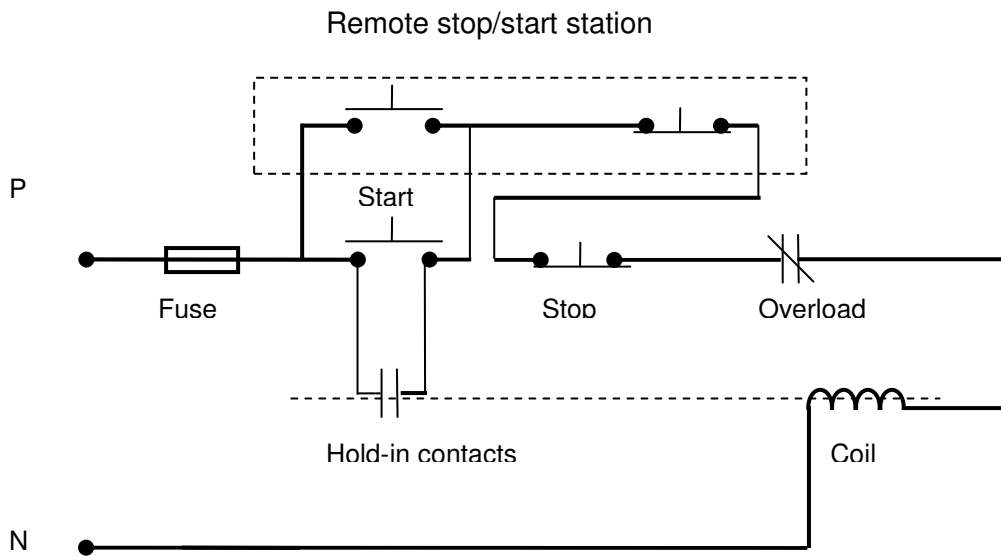 Remote stop/start station
P
Start
Fuse
Stop
Overload
Hold-in contacts
Coil
N